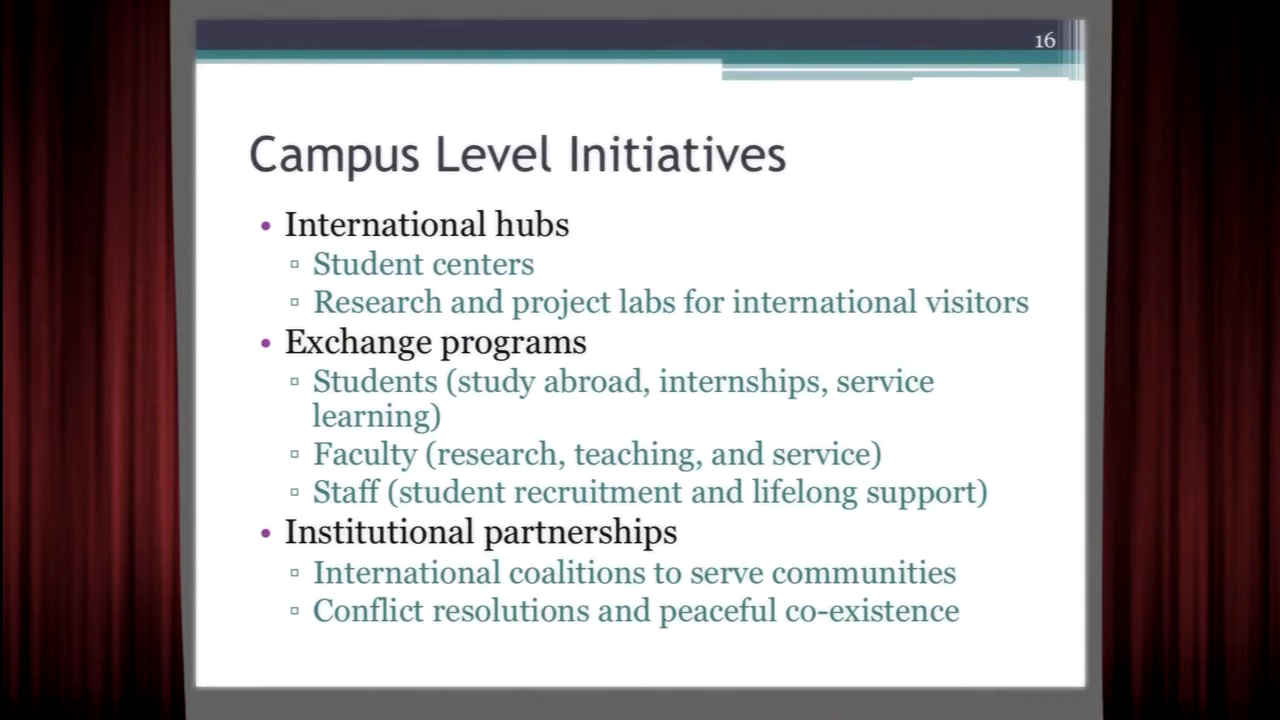 16
Campus Level Initiatives
• International hubs
▫ Student centers
▫ Research and project labs for international visitors
• Exchange programs
▫ Students (study abroad, internships, service
learning)
▫ Faculty (research, teaching, and service)
▫ Staff (student recruitment and lifelong support)
• Institutional partnerships
▫ International coalitions to serve communities
▫ Conflict resolutions and peaceful co-existence